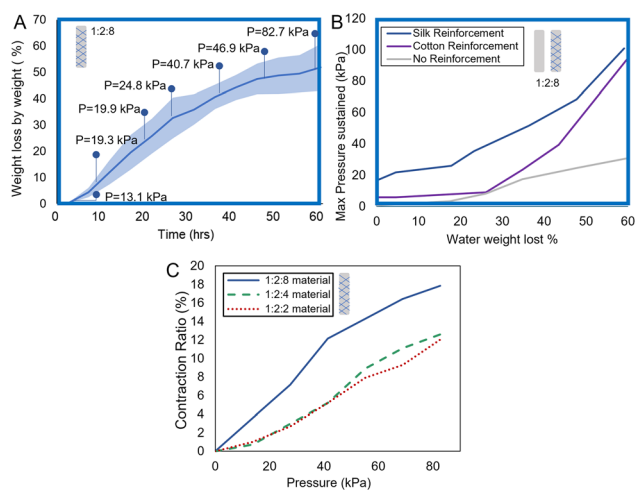 A
1:2:8
P=82.7 kPa
P=46.9 kPa
P=40.7 kPa
P=24.8 kPa
P=19.9 kPa
P=19.3 kPa
P=13.1 kPa
Weight loss by weight ( %)
70
60
50
40
30
20
10
0
0 10 20 30 40 50 60
Time (hrs)
B
Silk Reinforcement
Cotton Reinforcement
No Reinforcement
1:2:8
Max Pressure sustained (kPa)
120
100
80
60
40
20
0
0 10 20 30 40 50 60
Water weight lost %
C
1:2:8 material
1:2:4 material
1:2:2 material
Contraction Ratio (%)
20
18
16
14
12
10
8
6
4
2
0
0 20 40 60 80
Pressure (kPa)